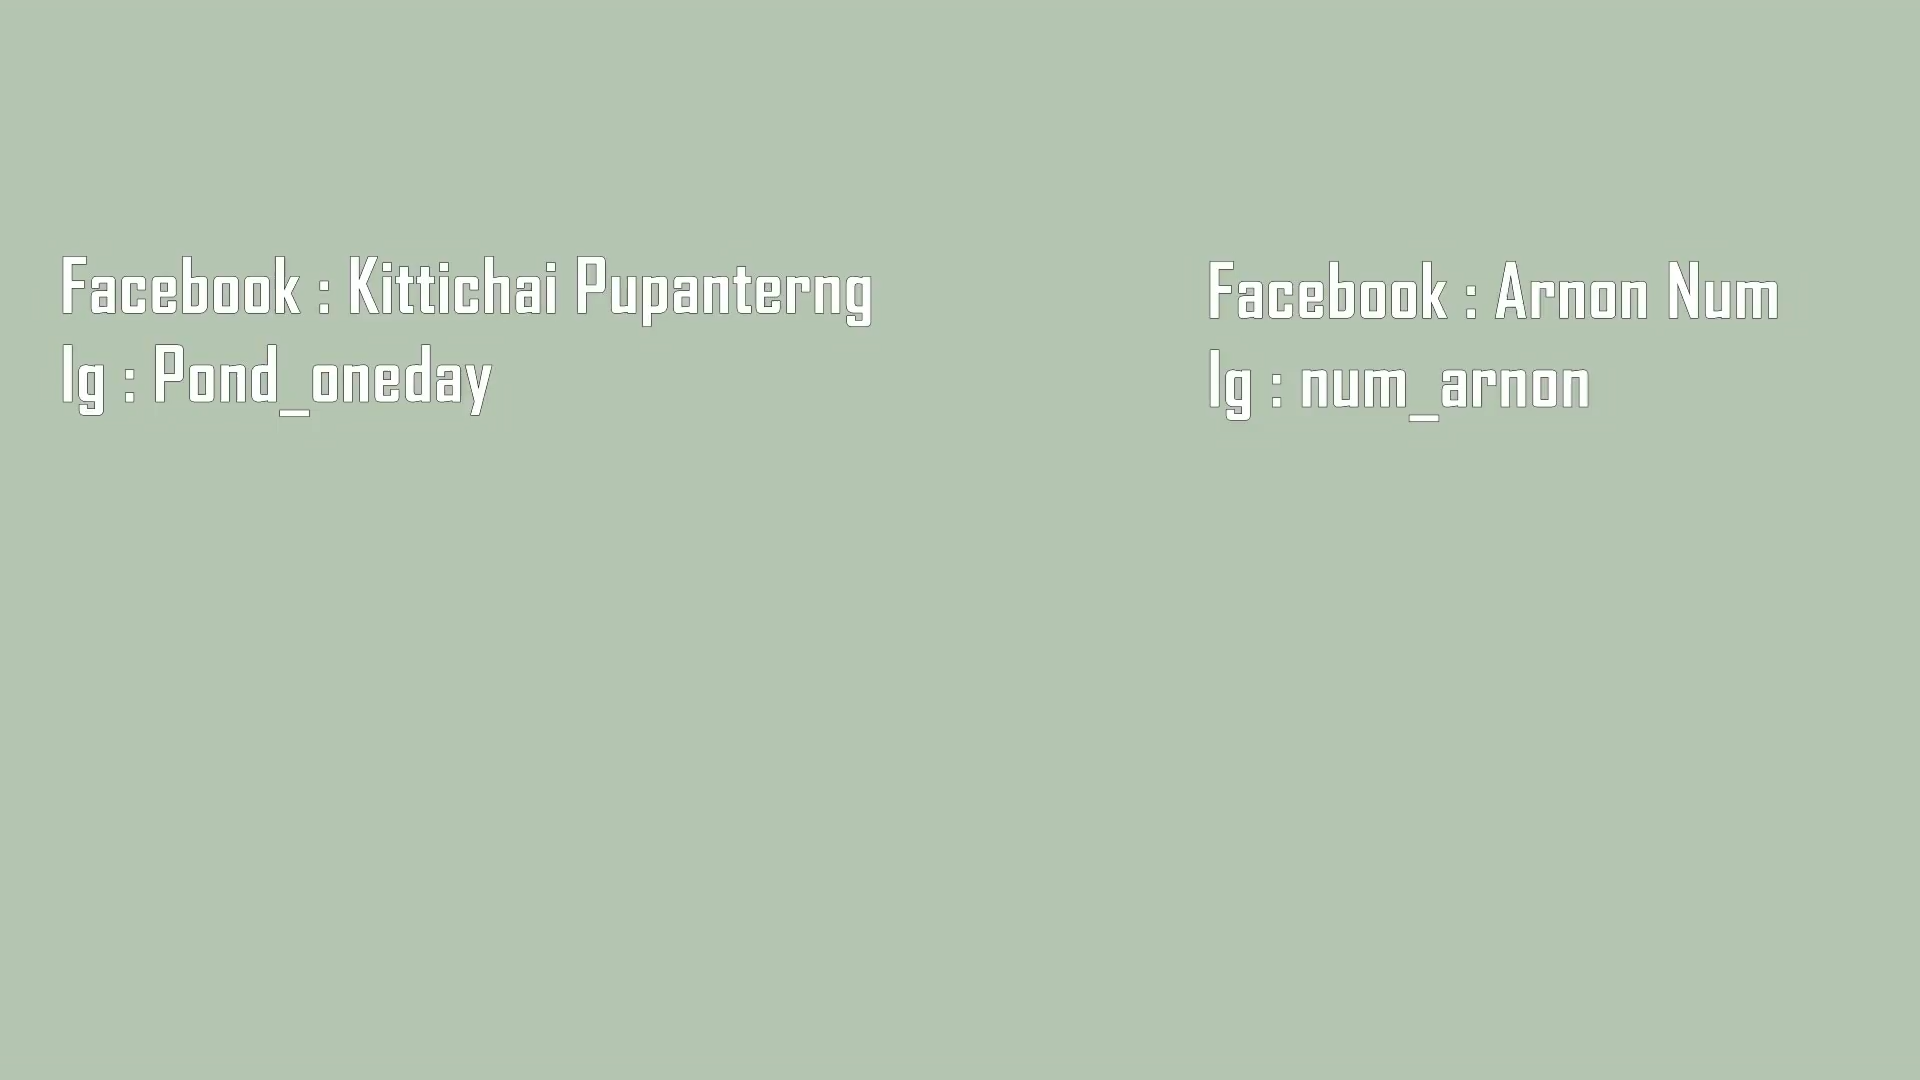 Facebook : Kittichai Pupanterng
Ig : Pond_oneday
Facebook : Arnon Num
Ig : num_arnon